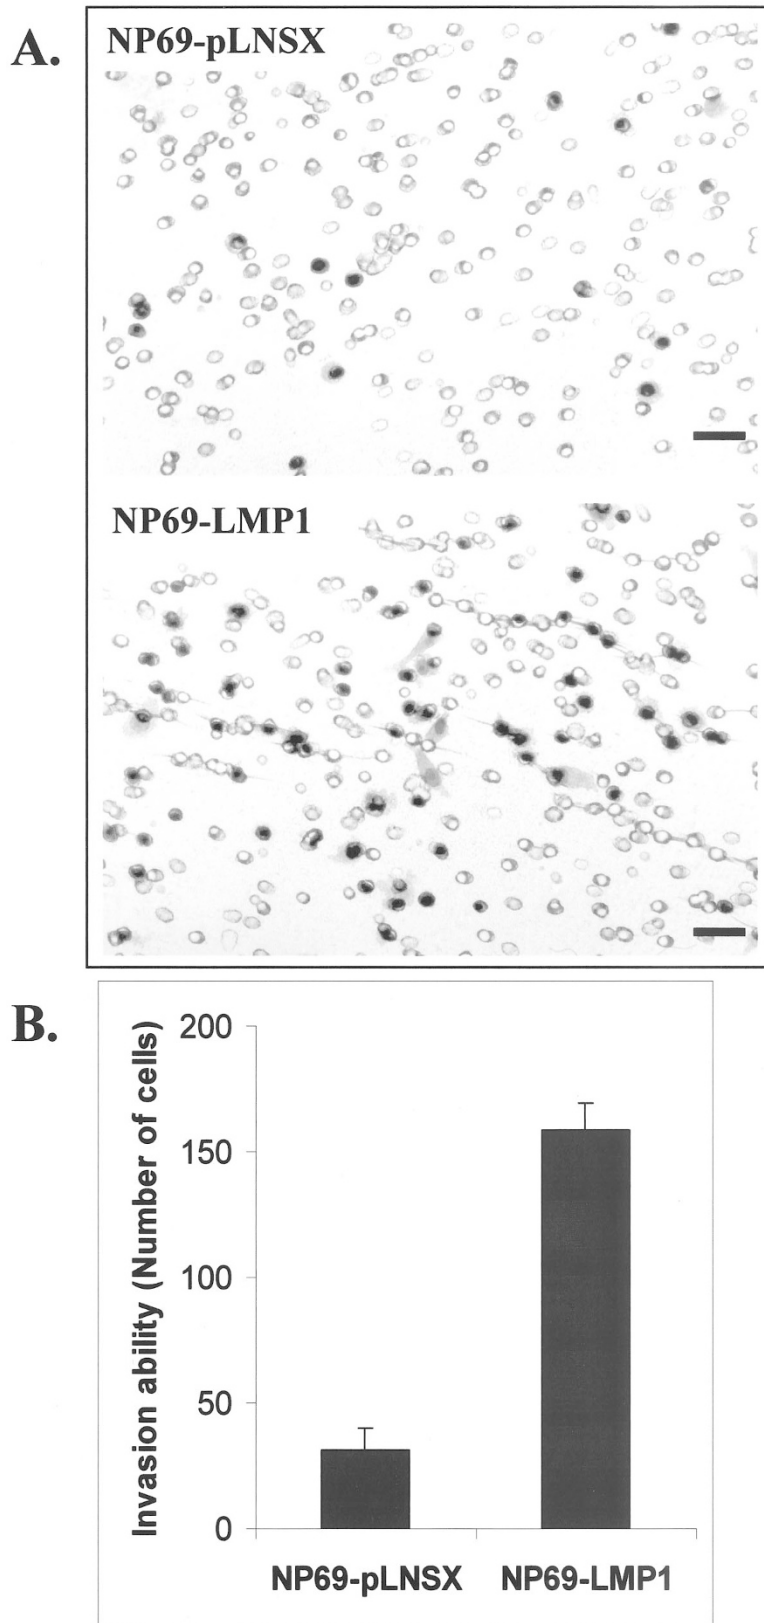 A.
NP69-pLNSX
NP69-LMP1
B.
Invasion ability (Number of cells)
200
150
100
50
0
NP69-pLNSX
NP69-LMP1